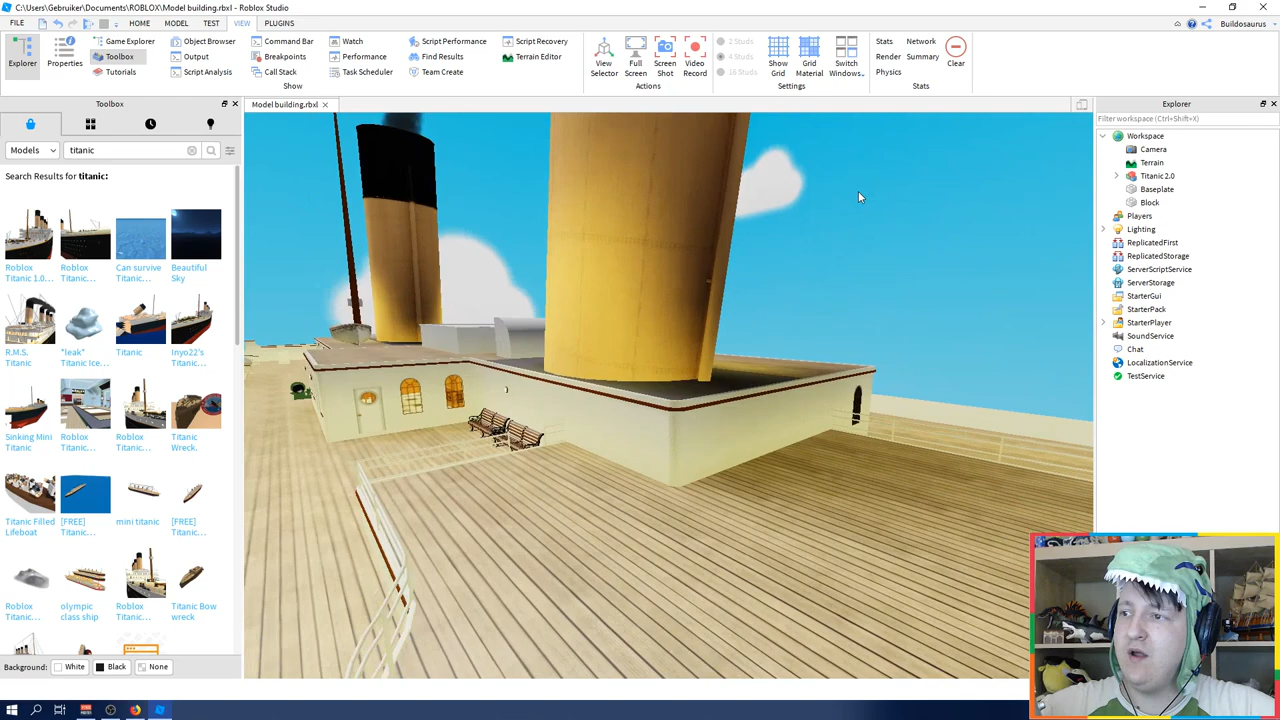 C:\Users\Gebruiker\Documents\ROBLOX\Model building.rbxl - Roblox Studio
FILE
HOME
MODEL
TEST
VIEW
PLUGINS
Buildosaurus
Explorer
Properties
Game Explorer
Toolbox
Tutorials
Object Browser
Output
Script Analysis
Command Bar
Breakpoints
Call Stack
Watch
Performance
Task Scheduler
Script Performance
Find Results
Team Create
Script Recovery
Terrain Editor
Show
View Selector
Full Screen
Screen Shot
Video Record
Actions
2 Studs
4 Studs
16 Studs
Show Grid
Grid Material
Switch Windows..
Settings
Stats
Network
Render
Summary
Physics
Clear
Stats
Toolbox
Models
titanic
Search Results for titanic:
Roblox Titanic 1.0...
Roblox Titanic...
Can survive Titanic...
Beautiful Sky
R.M.S. Titanic
*leak* Titanic Ice...
Titanic
Inyo22's Titanic...
Sinking Mini Titanic
Roblox Titanic...
Roblox Titanic...
Titanic Wreck.
Titanic Filled Lifeboat
[FREE] Titanic...
mini titanic
[FREE] Titanic...
Roblox Titanic...
olympic class ship
Roblox Titanic...
Titanic Bow wreck
Background:
White
Black
None
Model building.rbxl
Explorer
Filter workspace (Ctrl+Shift+X)
Workspace
Camera
Terrain
Titanic 2.0
Baseplate
Block
Players
Lighting
ReplicatedFirst
ReplicatedStorage
ServerScriptService
ServerStorage
StarterGui
StarterPack
StarterPlayer
SoundService
Chat
LocalizationService
TestService